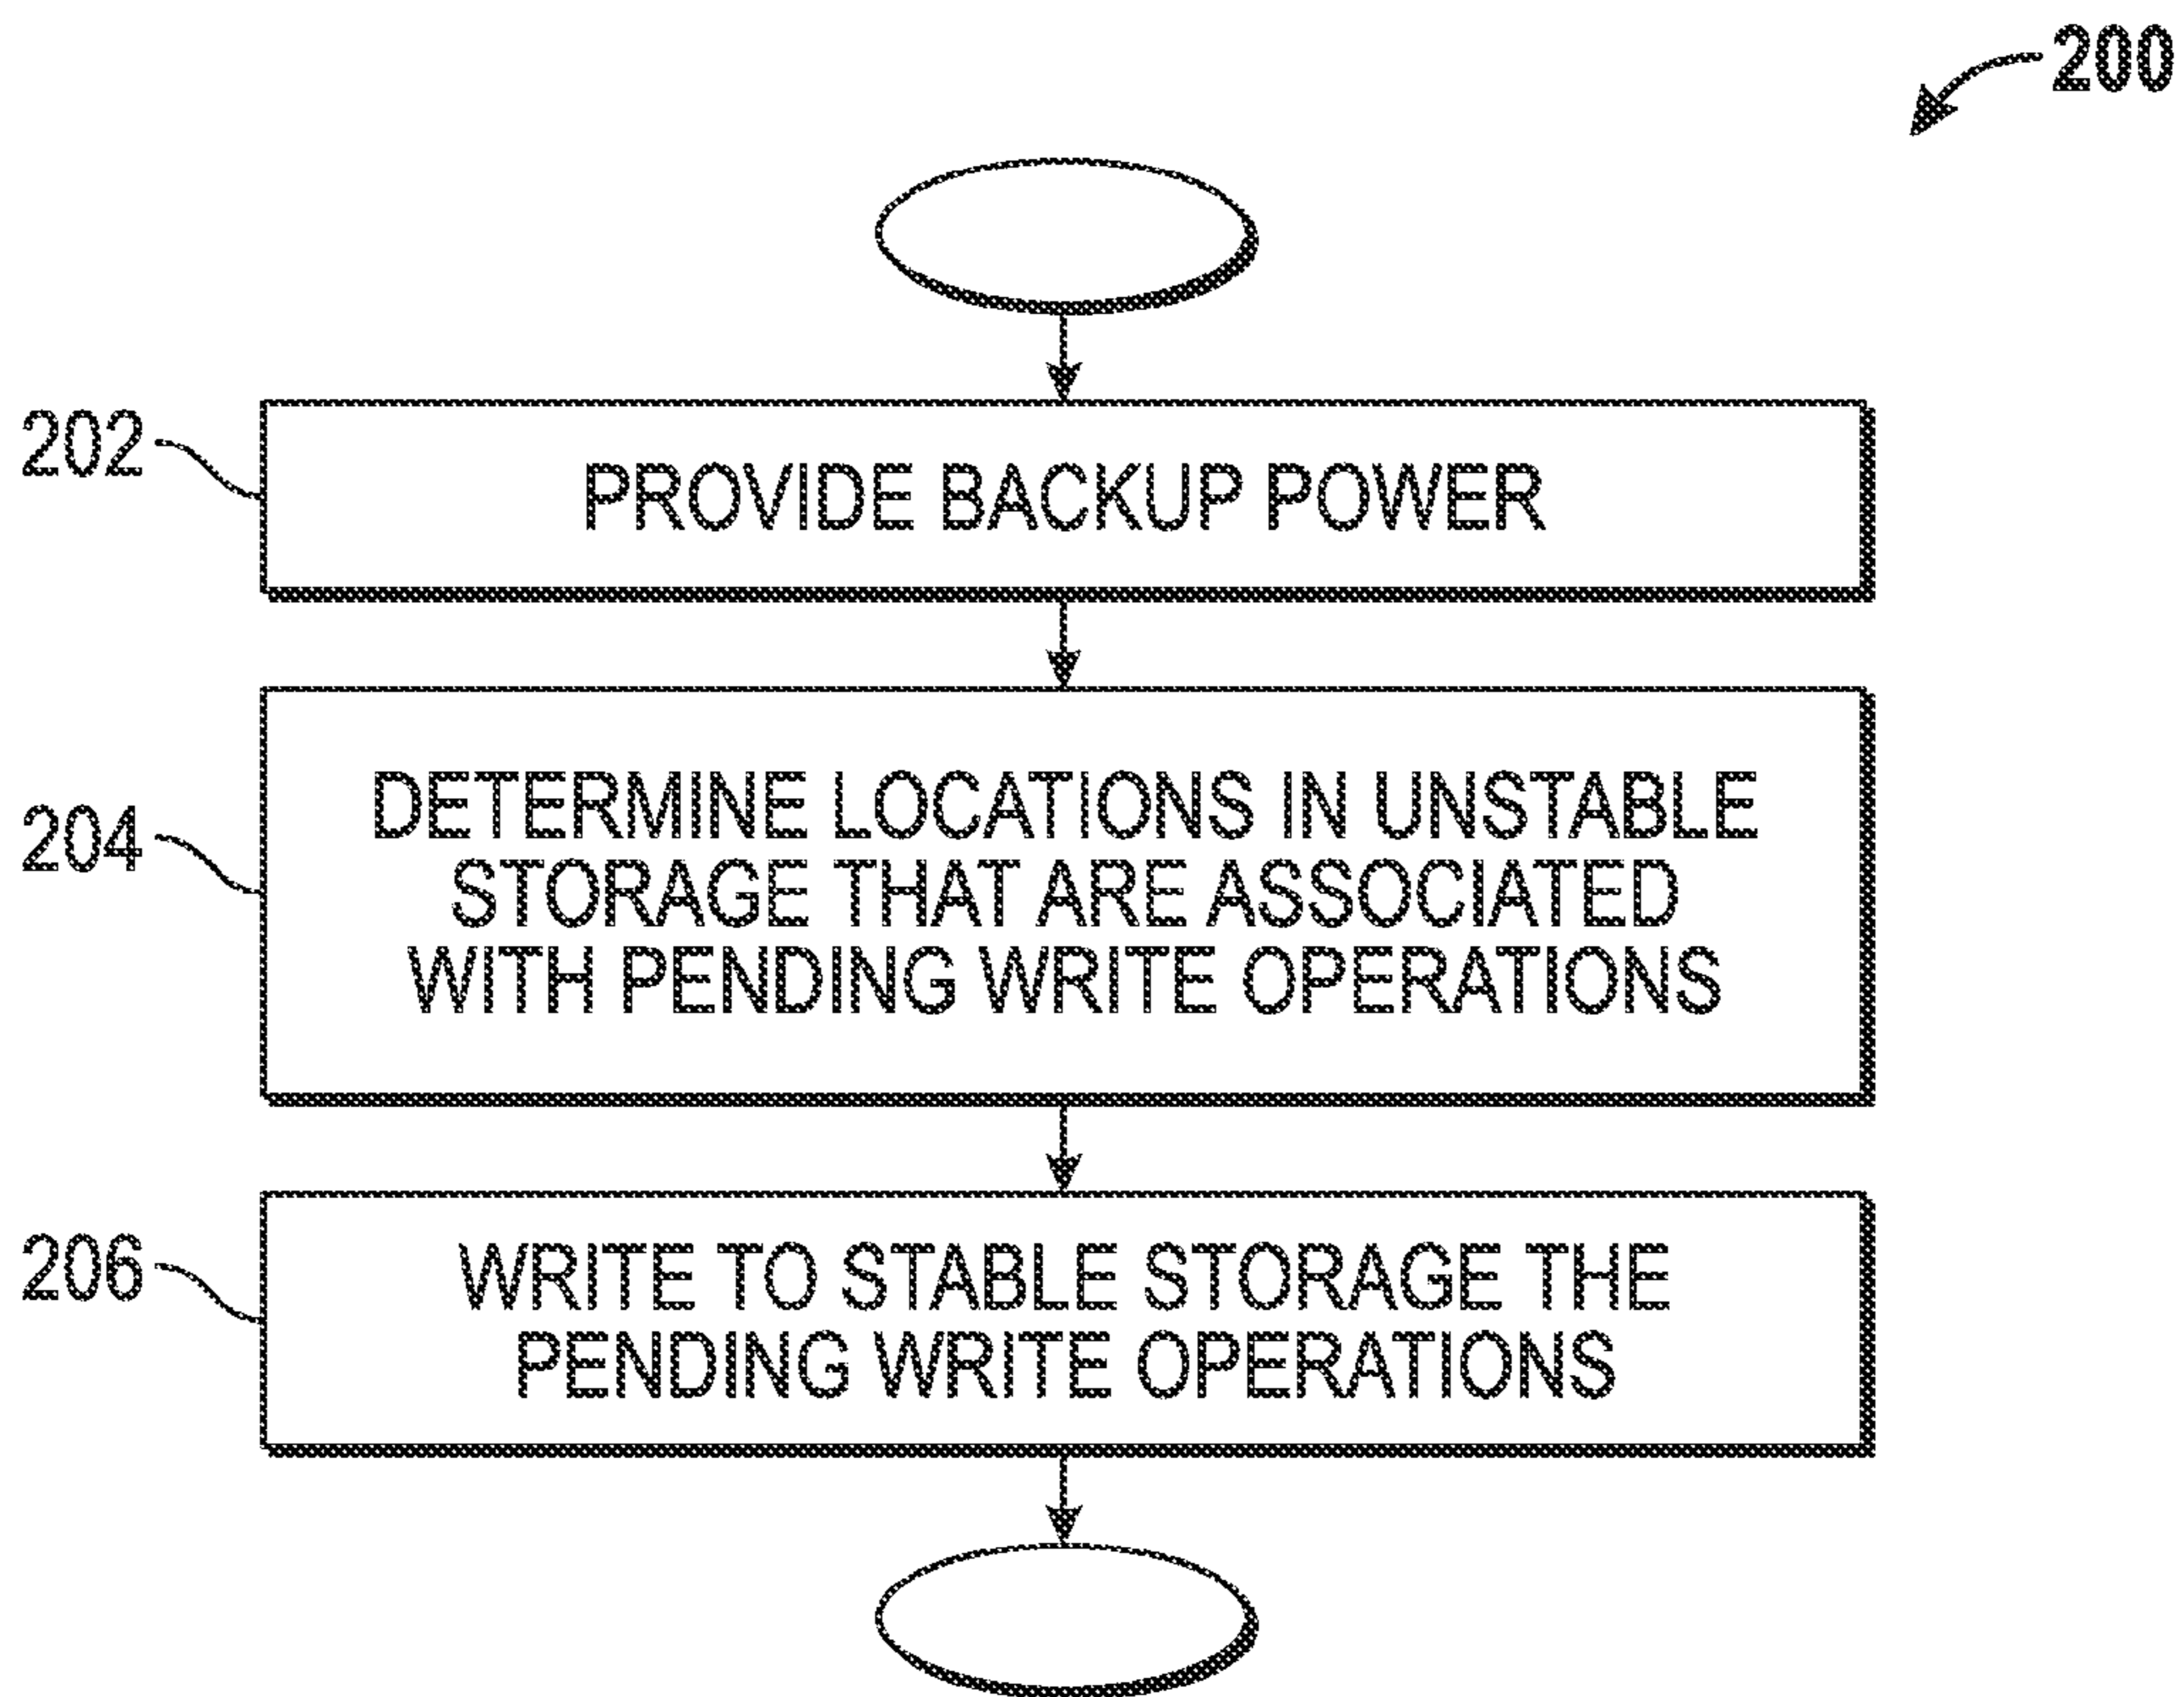 200
202
PROVIDE BACKUP POWER
204
DETERMINE LOCATIONS IN UNSTABLE
STORAGE THAT ARE ASSOCIATED
WITH PENDING WRITE OPERATIONS
206
WRITE TO STABLE STORAGE THE
PENDING WRITE OPERATIONS